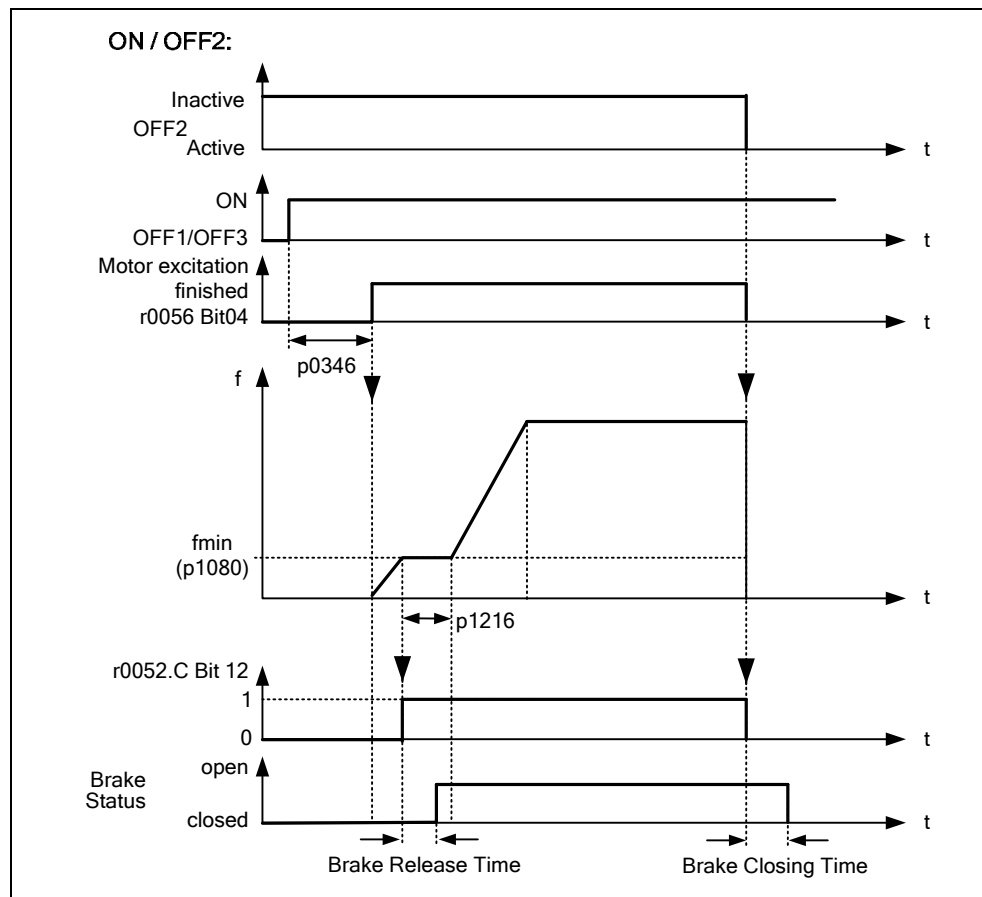 ON / OFF2:
Inactive
OFF2
Active
t
ON
OFF1/OFF3
t
Motor excitation
finished
r0056 Bit04
t
p0346
f
fmin
(p1080)
t
p1216
r0052.C Bit 12
1
0
t
open
Brake
Status
closed
t
Brake Release Time
Brake Closing Time